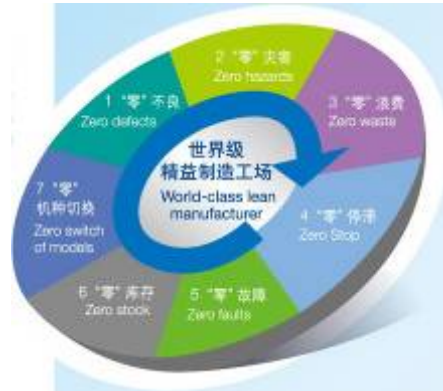 1 “零”不良
Zero defects
2 “零”灾害
Zero hazards
3 “零”浪费
Zero waste
4 “零”停滞
Zero Stop
5 “零”故障
Zero faults
6 “零”库存
Zero stock
7 “零”
机种切换
Zero switch
of models
世界级
精益制造工场
World-class lean
manufacturer